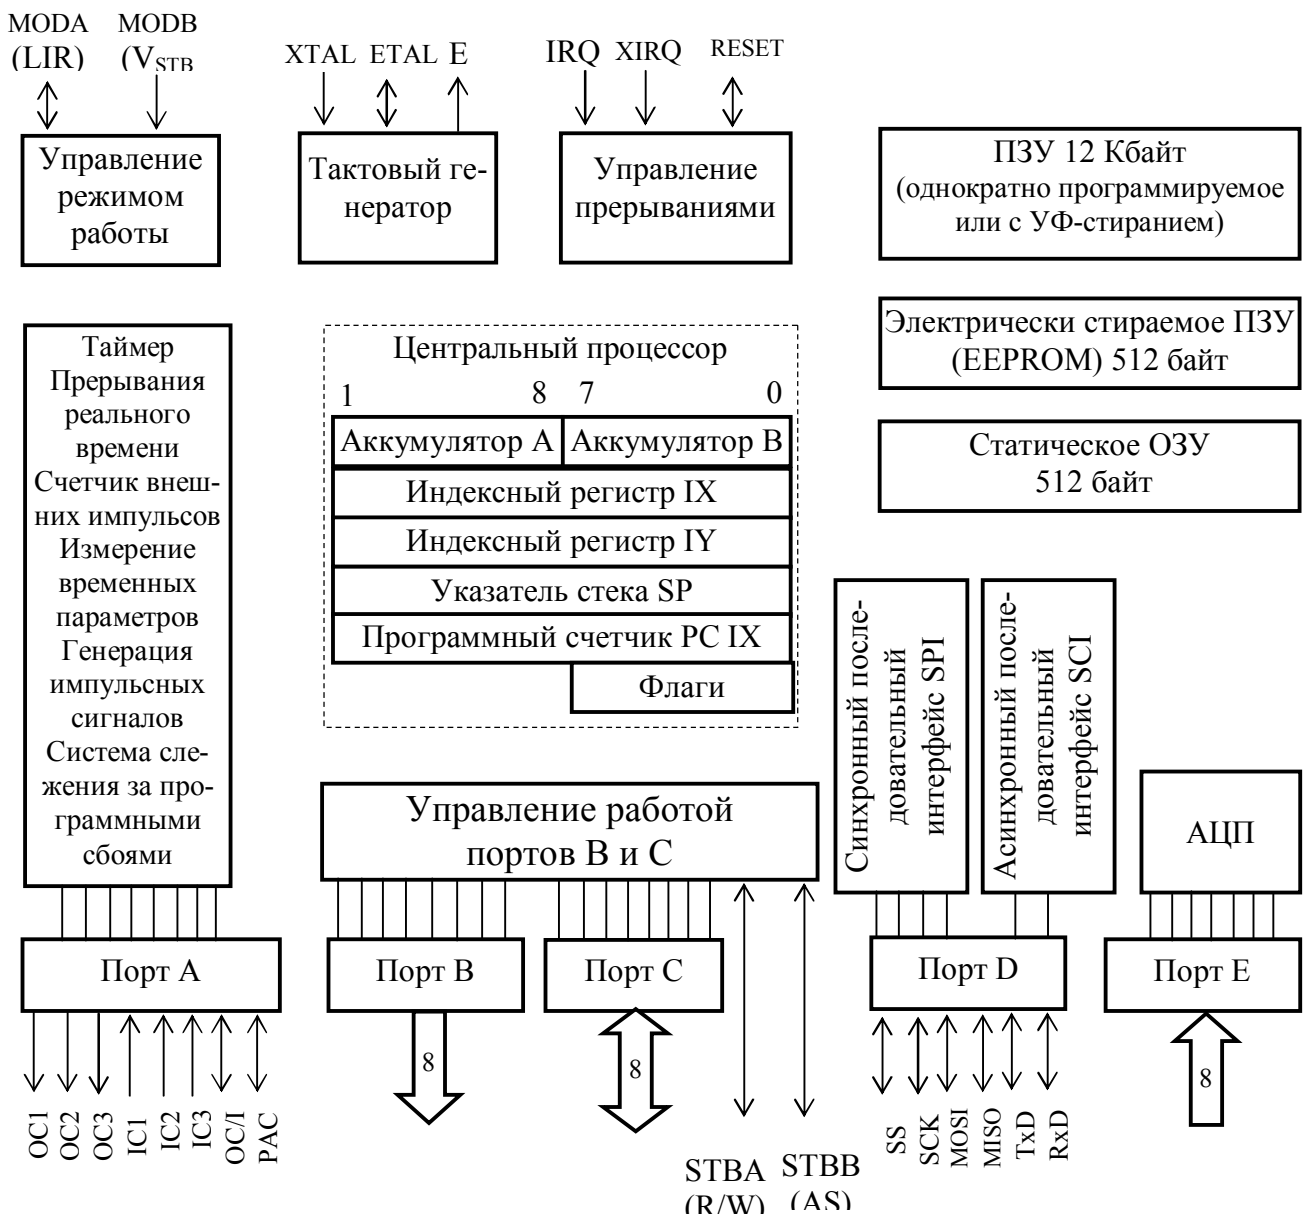 MODA MODB
(LIR) (VSTB
XTAL ETAL E
IRQ XIRQ RESET
Управление
режимом
работы
Тактовый ге-
нератор
Управление
прерываниями
ПЗУ 12 Кбайт
(однократно программируемое
или с УФ-стиранием)
Электрически стираемое ПЗУ
(EEPROM) 512 байт
Статическое ОЗУ
512 байт
Таймер
Прерывания
реального
времени
Счетчик внеш-
них импульсов
Измерение
временных
параметров
Генерация
импульсных
сигналов
Система сле-
жения за про-
граммными
сбоями
Центральный процессор
1 8 7 0
Аккумулятор A Аккумулятор B
Индексный регистр IX
Индексный регистр IY
Указатель стека SP
Программный счетчик PC IX
Флаги
Управление работой
портов B и C
Синхронный после-
довательный
интерфейс SPI
Асинхронный после-
довательный
интерфейс SCI
АЦП
Порт A
Порт B
Порт C
Порт D
Порт E
8
8
8
OC1
OC2
OC3
IC1
IC2
IC3
OC/I
PAC
STBA STBB
(R/W) (AS)
SS
SCK
MOSI
MISO
TxD
RxD